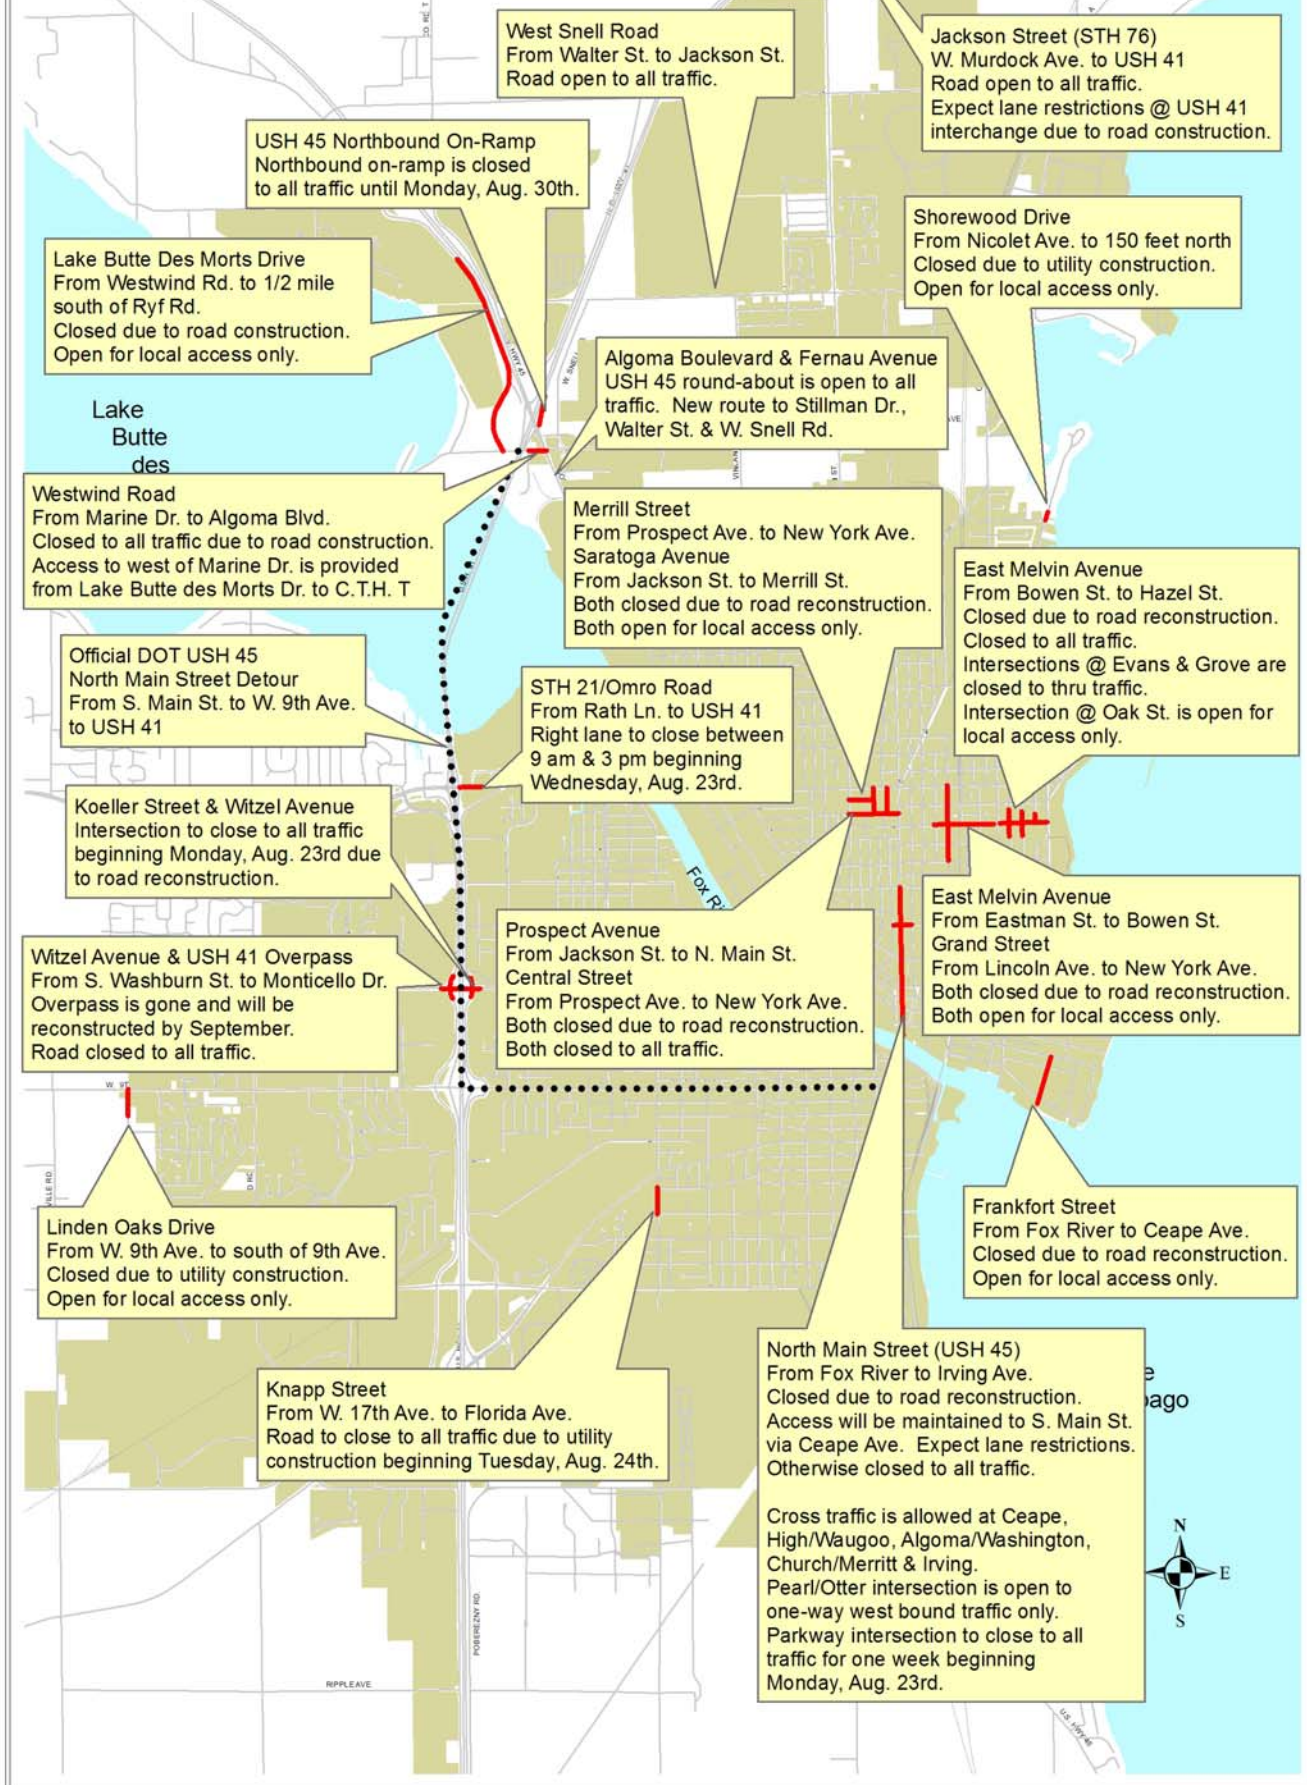 West Snell Road
From Walter St. to Jackson St.
Road open to all traffic.
Jackson Street (STH 76)
W. Murdock Ave. to USH 41
Road open to all traffic.
Expect lane restrictions @ USH 41
interchange due to road construction.
USH 45 Northbound On-Ramp
Northbound on-ramp is closed
to all traffic until Monday, Aug. 30th.
Shorewood Drive
From Nicolet Ave. to 150 feet north
Closed due to utility construction.
Open for local access only.
Lake Butte Des Morts Drive
From Westwind Rd. to 1/2 mile
south of Ryf Rd.
Closed due to road construction.
Open for local access only.
HWY 45
W. SNELL
Algoma Boulevard & Fernau Avenue
USH 45 round-about is open to all
traffic. New route to Stillman Dr.,
Walter St. & W. Snell Rd.
Lake
Butte
des
Westwind Road
From Marine Dr. to Algoma Blvd.
Closed to all traffic due to road construction.
Access to west of Marine Dr. is provided
from Lake Butte des Morts Dr. to C.T.H. T
Merrill Street
From Prospect Ave. to New York Ave.
Saratoga Avenue
From Jackson St. to Merrill St.
Both closed due to road reconstruction.
Both open for local access only.
East Melvin Avenue
From Bowen St. to Hazel St.
Closed due to road reconstruction.
Closed to all traffic.
Intersections @ Evans & Grove are
closed to thru traffic.
Intersection @ Oak St. is open for
local access only.
Official DOT USH 45
North Main Street Detour
From S. Main St. to W. 9th Ave.
to USH 41
STH 21/Omro Road
From Rath Ln. to USH 41
Right lane to close between
9 am & 3 pm beginning
Wednesday, Aug. 23rd.
Koeller Street & Witzel Avenue
Intersection to close to all traffic
beginning Monday, Aug. 23rd due
to road reconstruction.
Fox Ri
Witzel Avenue & USH 41 Overpass
From S. Washburn St. to Monticello Dr.
Overpass is gone and will be
reconstructed by September.
Road closed to all traffic.
Prospect Avenue
From Jackson St. to N. Main St.
Central Street
From Prospect Ave. to New York Ave.
Both closed due to road reconstruction.
Both closed to all traffic.
East Melvin Avenue
From Eastman St. to Bowen St.
Grand Street
From Lincoln Ave. to New York Ave.
Both closed due to road reconstruction.
Both open for local access only.
W. 9T
Linden Oaks Drive
From W. 9th Ave. to south of 9th Ave.
Closed due to utility construction.
Open for local access only.
Frankfort Street
From Fox River to Ceape Ave.
Closed due to road reconstruction.
Open for local access only.
Knapp Street
From W. 17th Ave. to Florida Ave.
Road to close to all traffic due to utility
construction beginning Tuesday, Aug. 24th.
North Main Street (USH 45)
From Fox River to Irving Ave.
Closed due to road reconstruction.
Access will be maintained to S. Main St.
via Ceape Ave. Expect lane restrictions.
Otherwise closed to all traffic.
Cross traffic is allowed at Ceape,
High/Waugoo, Algoma/Washington,
Church/Merritt & Irving.
Pearl/Otter intersection is open to
one-way west bound traffic only.
Parkway intersection to close to all
traffic for one week beginning
Monday, Aug. 23rd.
N
E
S
POBEREZNY RD.
RIPPLE AVE
U.S. HWY 45